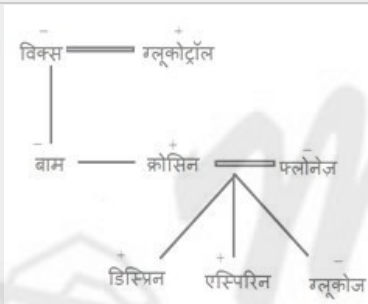 − +
विक्स ग्लूकोट्रॉल
− + −
बाम क्रोसिन फ्लोनेज़
+ + −
डिस्प्रिन एस्पिरिन ग्लूकोज